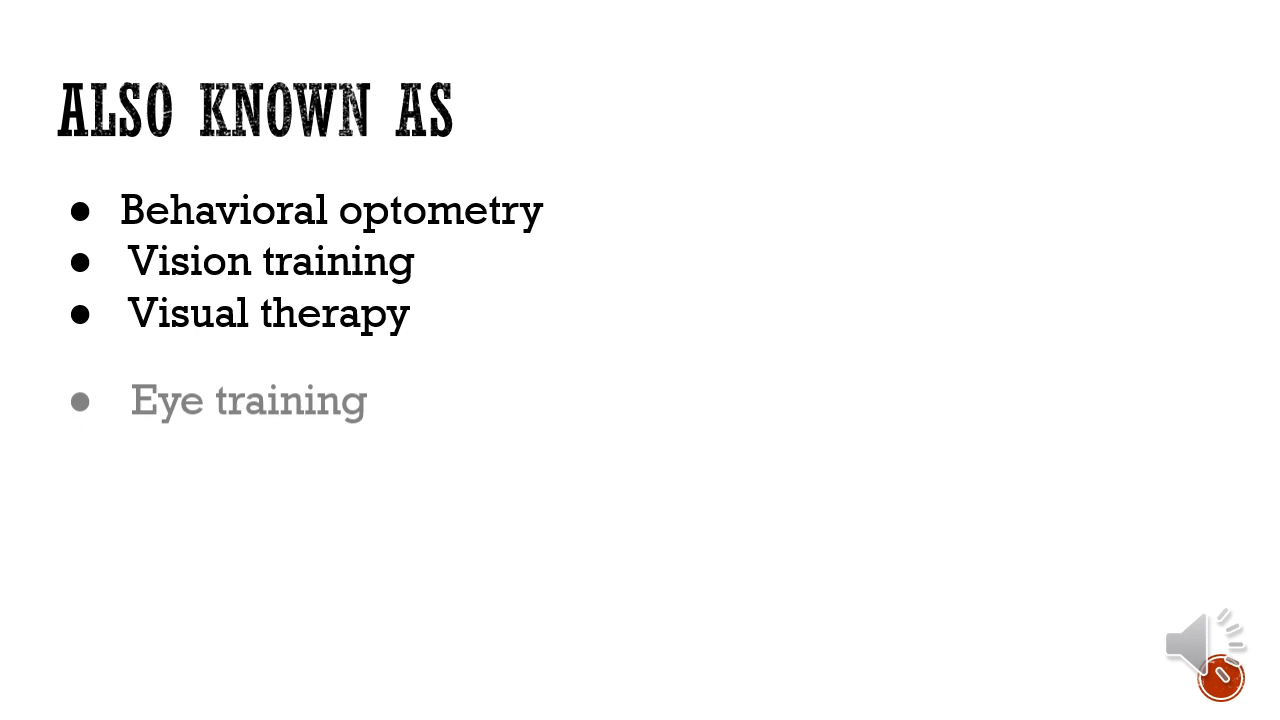 ALSO KNOWN AS
● Behavioral optometry
● Vision training
● Visual therapy
● Eye training